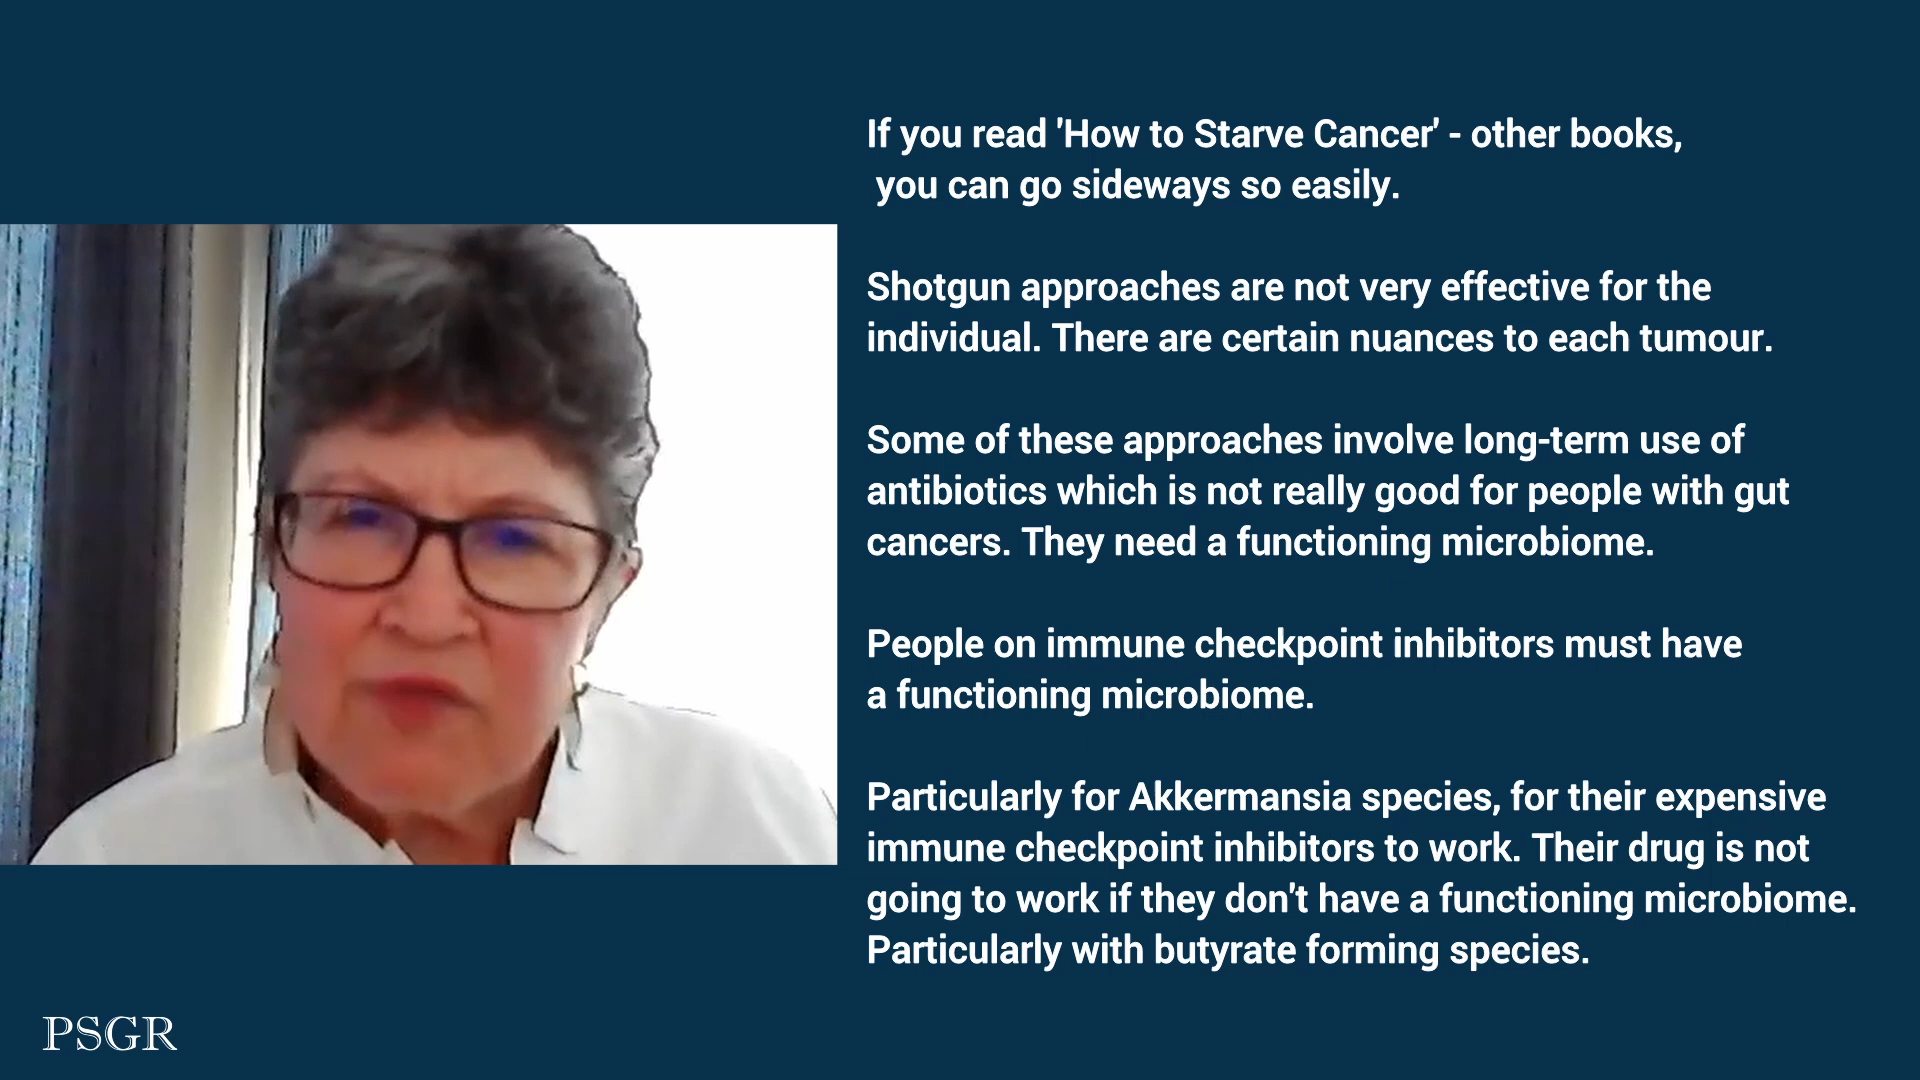 If you read 'How to Starve Cancer' - other books,
you can go sideways so easily.
Shotgun approaches are not very effective for the
individual. There are certain nuances to each tumour.
Some of these approaches involve long-term use of
antibiotics which is not really good for people with gut
cancers. They need a functioning microbiome.
People on immune checkpoint inhibitors must have
a functioning microbiome.
Particularly for Akkermansia species, for their expensive
immune checkpoint inhibitors to work. Their drug is not
going to work if they don't have a functioning microbiome.
Particularly with butyrate forming species.
PSGR